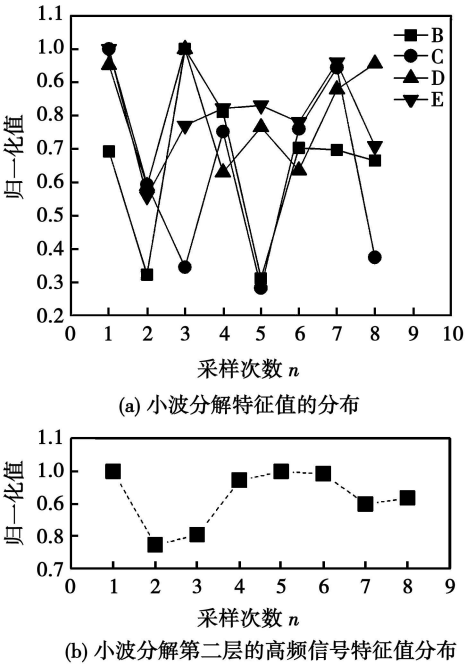 1.1
1.0
0.6
0.8
0.7
0.6
0.5
0.4
0.3
0.2
归一化值
B
C
D
E
0 1 2 3 4 5 6 7 8 9 10
采样次数 n
(a) 小波分解特征值的分布
1.1
1.0
0.6
0.8
0.7
归一化值
0 1 2 3 4 5 6 7 8 9
采样次数 n
(b) 小波分解第二层的高频信号特征值分布